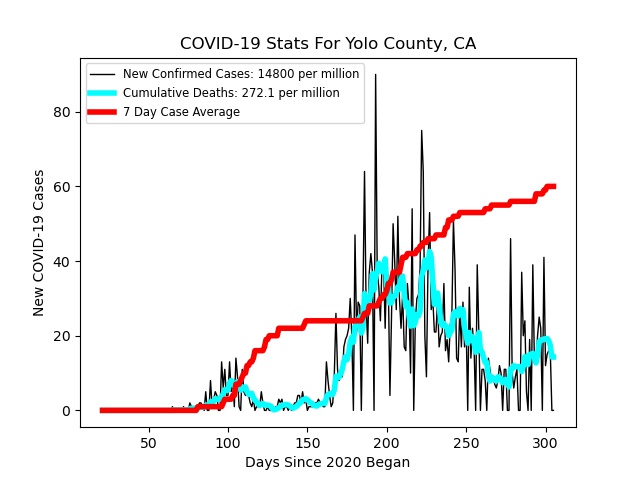 COVID-19 Stats For Yolo County, CA
New Confirmed Cases: 14800 per million
Cumulative Deaths: 272.1 per million
7 Day Case Average
New COVID-19 Cases
80
60
40
20
0
50 100 150 200 250 300
Days Since 2020 Began